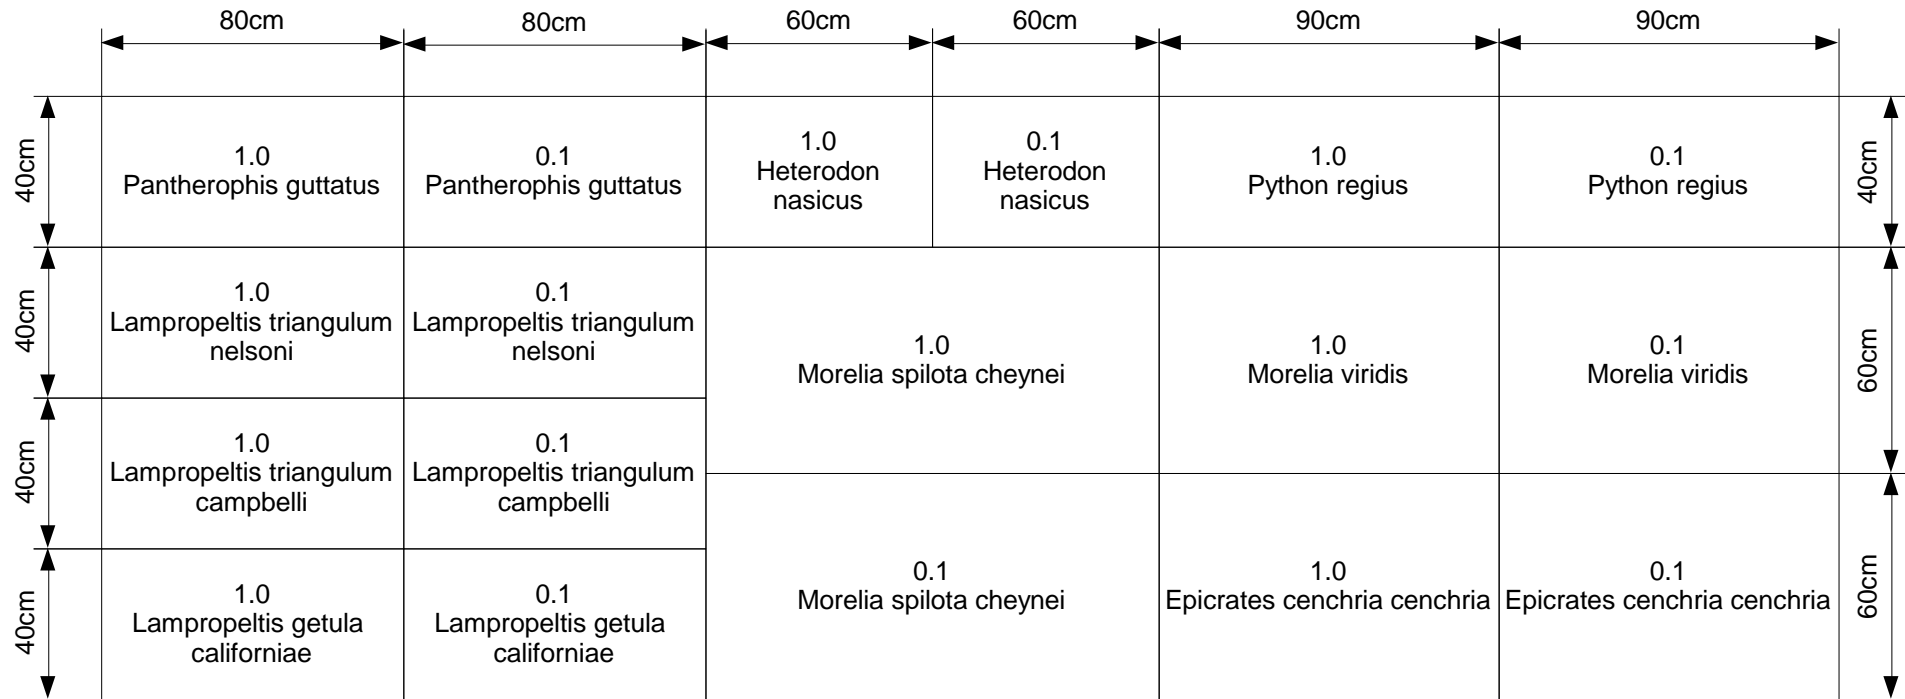 80cm
80cm
60cm
60cm
90cm
90cm
40cm
1.0
Pantherophis guttatus
0.1
Pantherophis guttatus
1.0
Heterodon
nasicus
0.1
Heterodon
nasicus
1.0
Python regius
0.1
Python regius
40cm
40cm
1.0
Lampropeltis triangulum
nelsoni
0.1
Lampropeltis triangulum
nelsoni
1.0
Morelia spilota cheynei
1.0
Morelia viridis
0.1
Morelia viridis
60cm
40cm
1.0
Lampropeltis triangulum
campbelli
0.1
Lampropeltis triangulum
campbelli
40cm
1.0
Lampropeltis getula
californiae
0.1
Lampropeltis getula
californiae
0.1
Morelia spilota cheynei
1.0
Epicrates cenchria cenchria
0.1
Epicrates cenchria cenchria
60cm